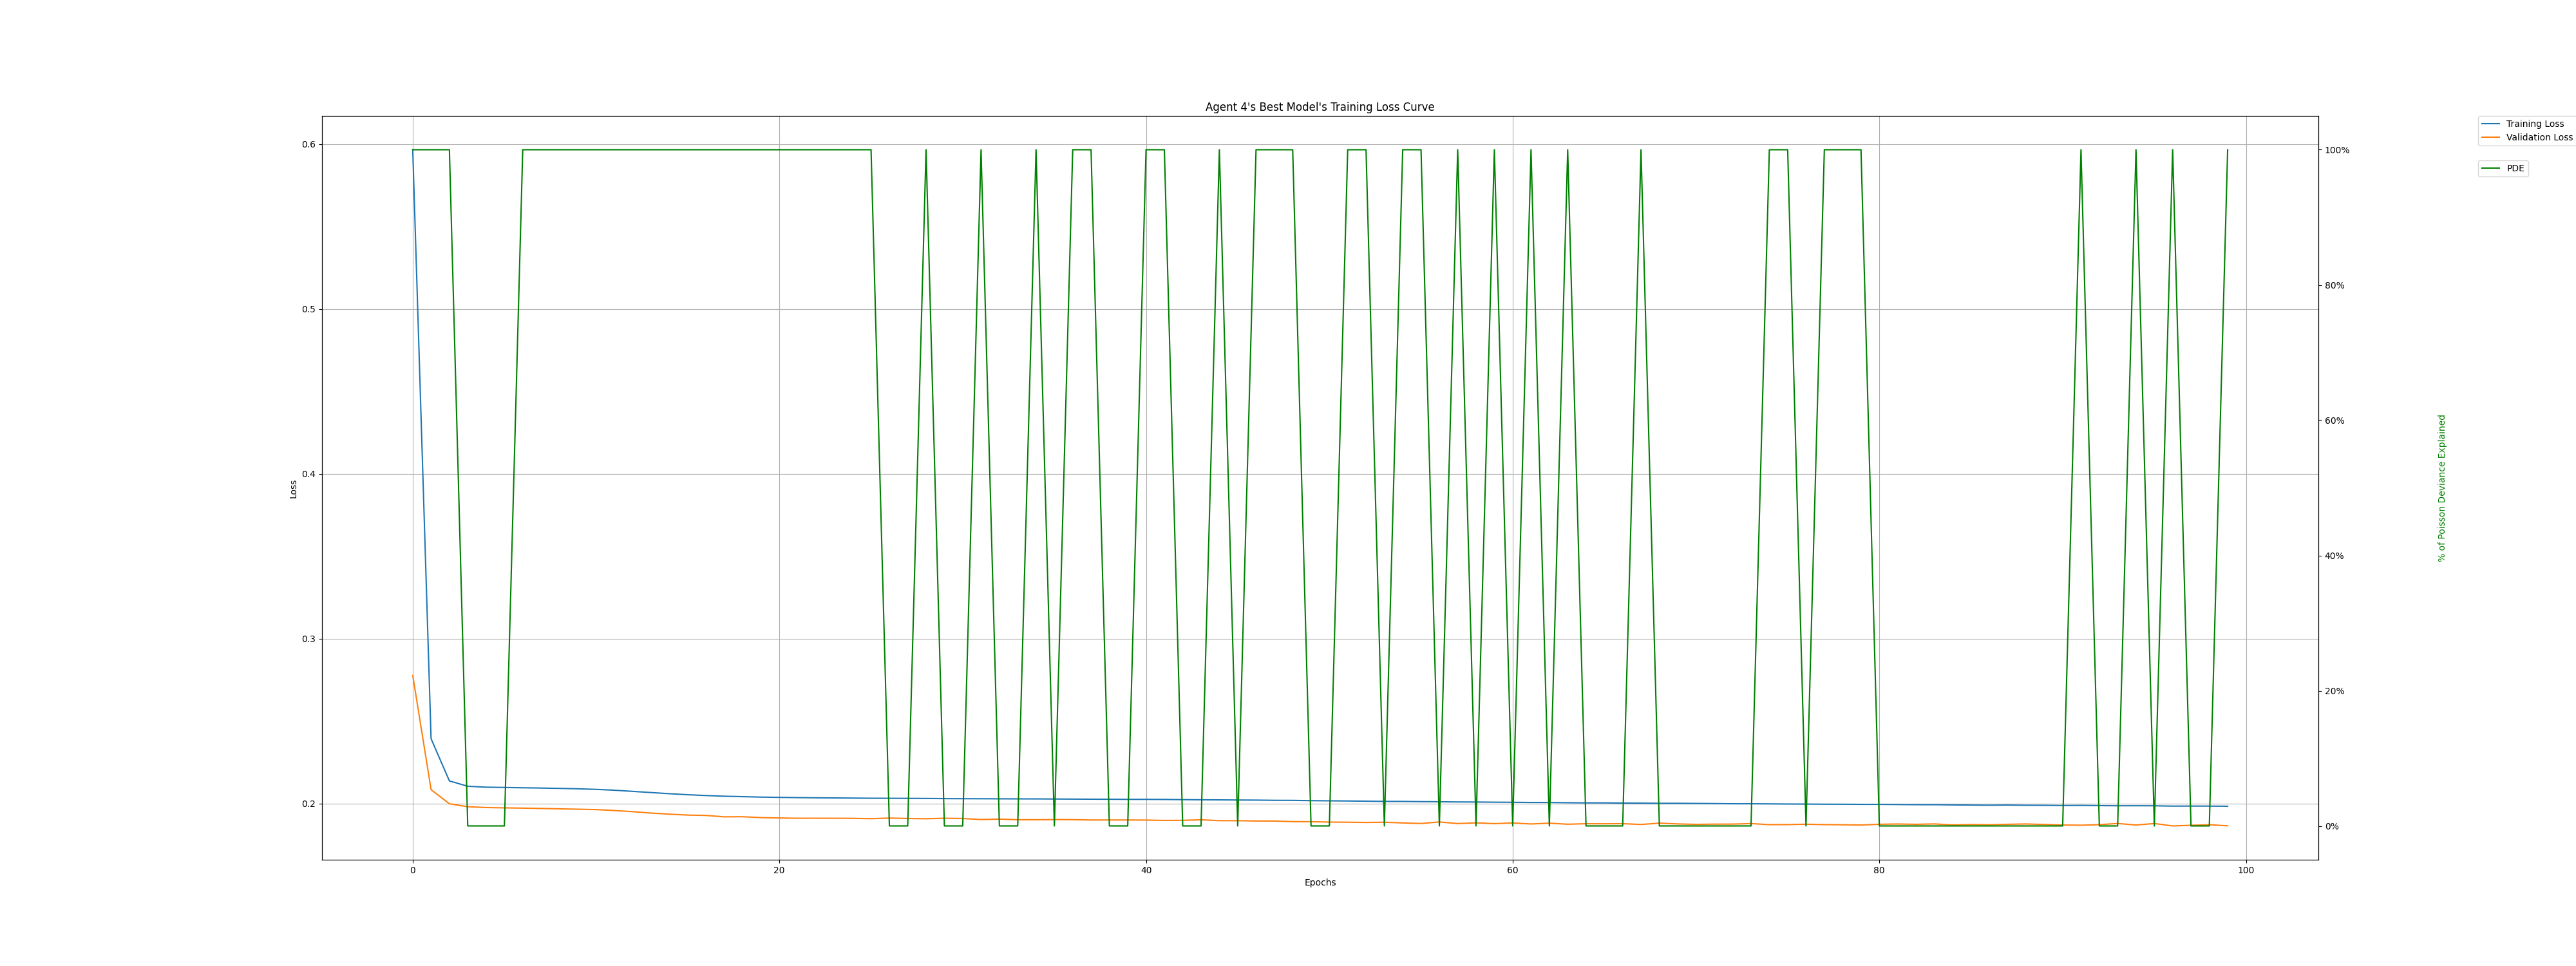 Agent 4's Best Model's Training Loss Curve
Training Loss
Validation Loss
PDE
0.6
0.5
0.4
0.3
0.2
Loss
100%
80%
60%
40%
20%
0%
% of Poisson Deviance Explained
0 20 40 60 80 100
Epochs